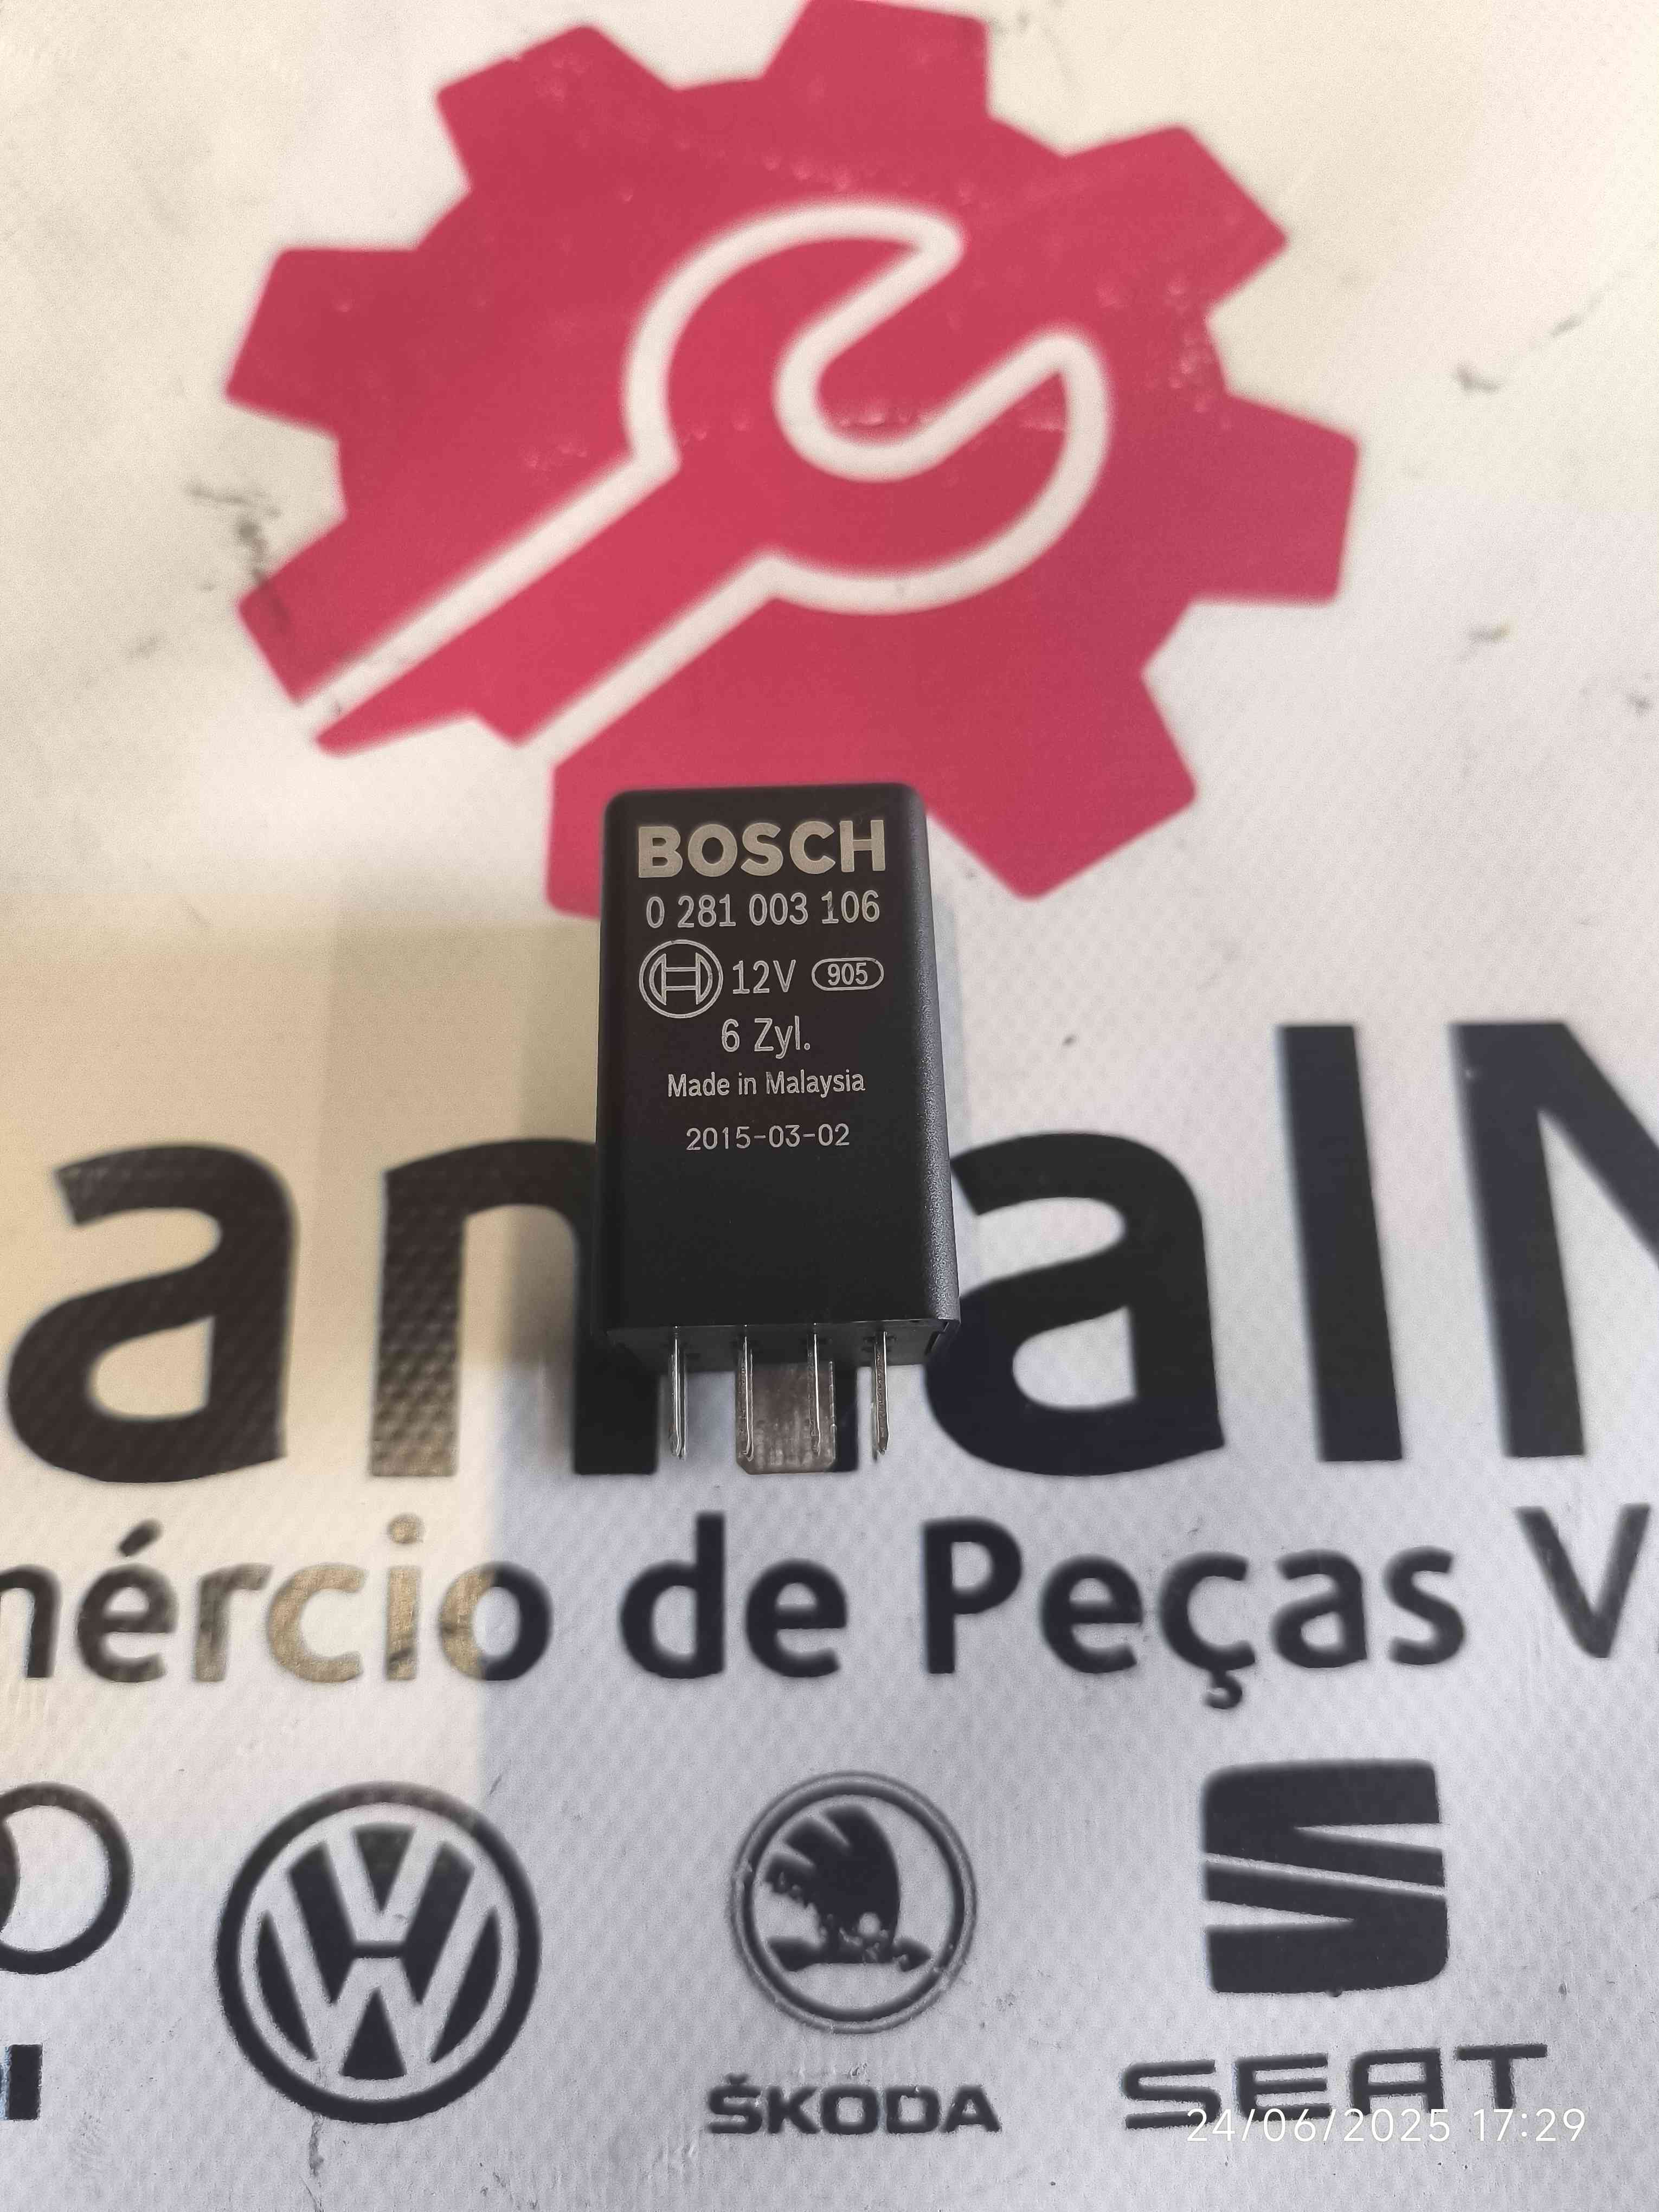 BOSCH
0 281 003 106
12V 905
6 Zyl.
Made in Malaysia
2015-03-02
de Peças
ŠKODA
SEAT
24/06/2025 17:29